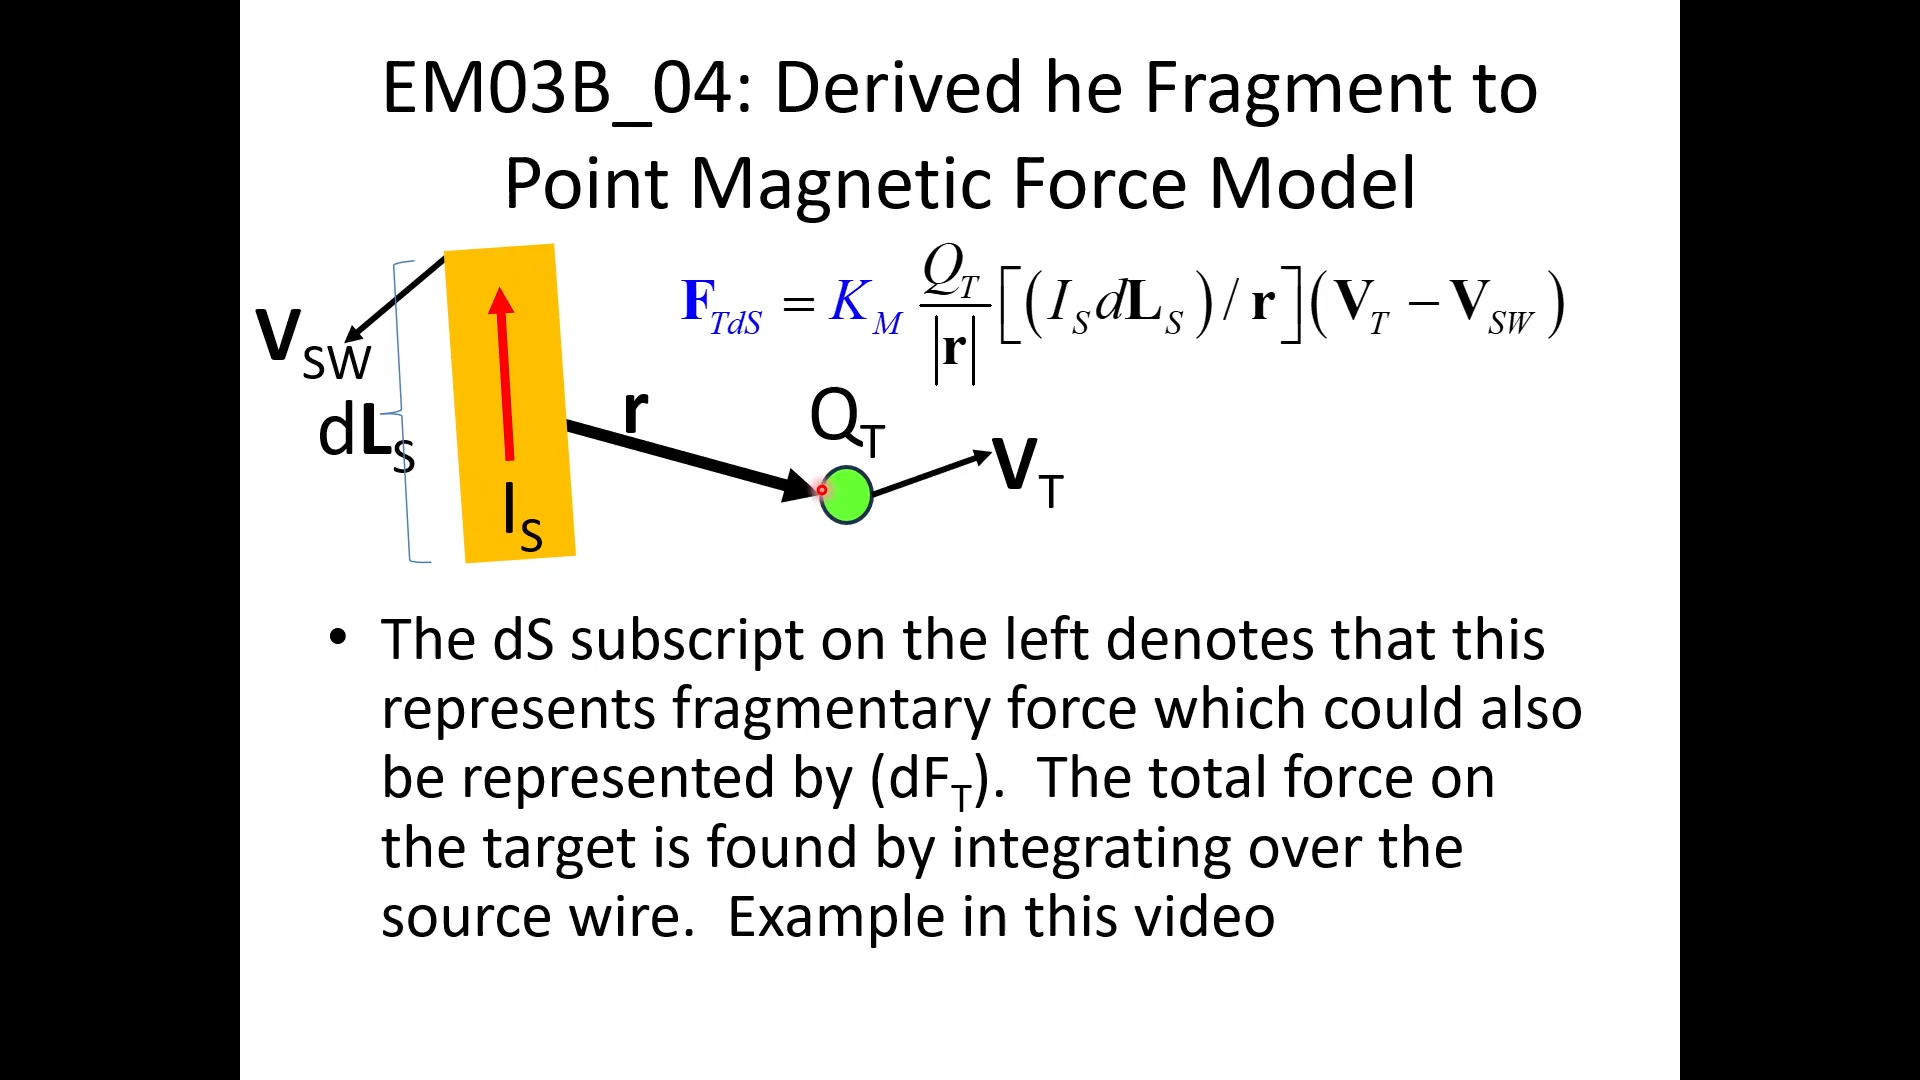 EM03B_04: Derived he Fragment to
Point Magnetic Force Model
F_TdS = K_M Q_T/|r| [(I_S dL_S)/r](V_T − V_SW)
V_SW
dL_S
I_S
r
Q_T
V_T
• The dS subscript on the left denotes that this
represents fragmentary force which could also
be represented by (dF_T). The total force on
the target is found by integrating over the
source wire. Example in this video